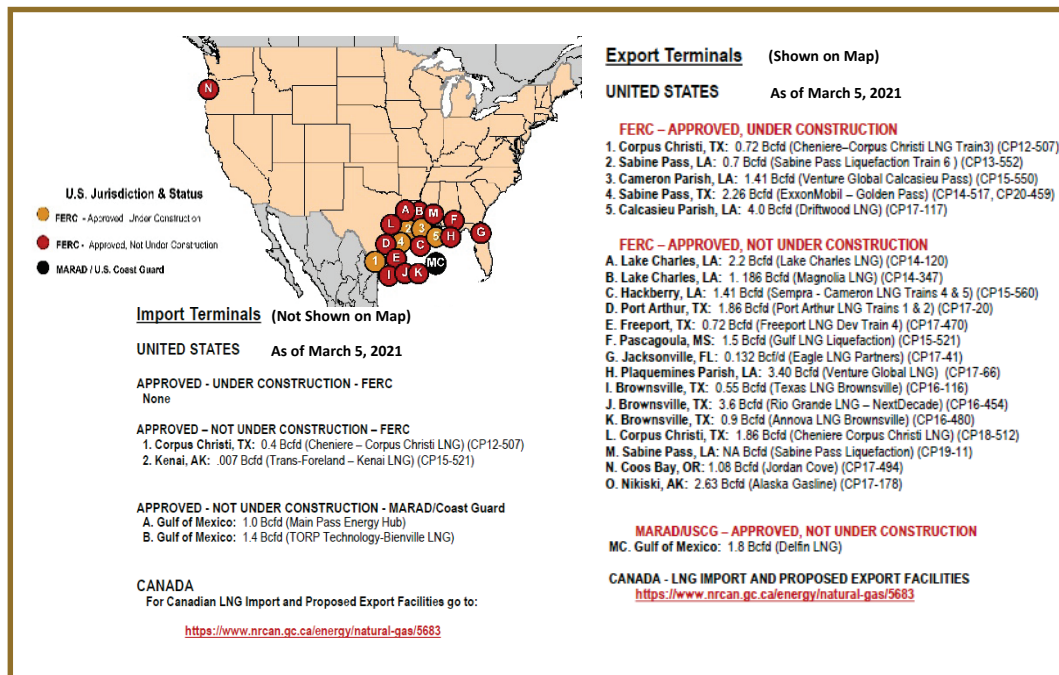 N
A
B
M
L
2
3
F
D
4
C
5
H
G
1
E
MC
I
J
K
U.S. Jurisdiction & Status
FERC - Approved Under Construction
FERC - Approved, Not Under Construction
MARAD / U.S. Coast Guard
Import Terminals (Not Shown on Map)
UNITED STATES As of March 5, 2021
APPROVED - UNDER CONSTRUCTION - FERC
None
APPROVED – NOT UNDER CONSTRUCTION – FERC
1. Corpus Christi, TX: 0.4 Bcfd (Cheniere – Corpus Christi LNG) (CP12-507)
2. Kenai, AK: .007 Bcfd (Trans-Foreland – Kenai LNG) (CP15-521)
APPROVED - NOT UNDER CONSTRUCTION - MARAD/Coast Guard
A. Gulf of Mexico: 1.0 Bcfd (Main Pass Energy Hub)
B. Gulf of Mexico: 1.4 Bcfd (TORP Technology-Bienville LNG)
CANADA
For Canadian LNG Import and Proposed Export Facilities go to:
https://www.nrcan.gc.ca/energy/natural-gas/5683
Export Terminals (Shown on Map)
UNITED STATES As of March 5, 2021
FERC – APPROVED, UNDER CONSTRUCTION
1. Corpus Christi, TX: 0.72 Bcfd (Cheniere–Corpus Christi LNG Train3) (CP12-507)
2. Sabine Pass, LA: 0.7 Bcfd (Sabine Pass Liquefaction Train 6 ) (CP13-552)
3. Cameron Parish, LA: 1.41 Bcfd (Venture Global Calcasieu Pass) (CP15-550)
4. Sabine Pass, TX: 2.26 Bcfd (ExxonMobil – Golden Pass) (CP14-517, CP20-459)
5. Calcasieu Parish, LA: 4.0 Bcfd (Driftwood LNG) (CP17-117)
FERC – APPROVED, NOT UNDER CONSTRUCTION
A. Lake Charles, LA: 2.2 Bcfd (Lake Charles LNG) (CP14-120)
B. Lake Charles, LA: 1. 186 Bcfd (Magnolia LNG) (CP14-347)
C. Hackberry, LA: 1.41 Bcfd (Sempra - Cameron LNG Trains 4 & 5) (CP15-560)
D. Port Arthur, TX: 1.86 Bcfd (Port Arthur LNG Trains 1 & 2) (CP17-20)
E. Freeport, TX: 0.72 Bcfd (Freeport LNG Dev Train 4) (CP17-470)
F. Pascagoula, MS: 1.5 Bcfd (Gulf LNG Liquefaction) (CP15-521)
G. Jacksonville, FL: 0.132 Bcf/d (Eagle LNG Partners) (CP17-41)
H. Plaquemines Parish, LA: 3.40 Bcfd (Venture Global LNG) (CP17-66)
I. Brownsville, TX: 0.55 Bcfd (Texas LNG Brownsville) (CP16-116)
J. Brownsville, TX: 3.6 Bcfd (Rio Grande LNG – NextDecade) (CP16-454)
K. Brownsville, TX: 0.9 Bcfd (Annova LNG Brownsville) (CP16-480)
L. Corpus Christi, TX: 1.86 Bcfd (Cheniere Corpus Christi LNG) (CP18-512)
M. Sabine Pass, LA: NA Bcfd (Sabine Pass Liquefaction) (CP19-11)
N. Coos Bay, OR: 1.08 Bcfd (Jordan Cove) (CP17-494)
O. Nikiski, AK: 2.63 Bcfd (Alaska Gasline) (CP17-178)
MARAD/USCG – APPROVED, NOT UNDER CONSTRUCTION
MC. Gulf of Mexico: 1.8 Bcfd (Delfin LNG)
CANADA - LNG IMPORT AND PROPOSED EXPORT FACILITIES
https://www.nrcan.gc.ca/energy/natural-gas/5683